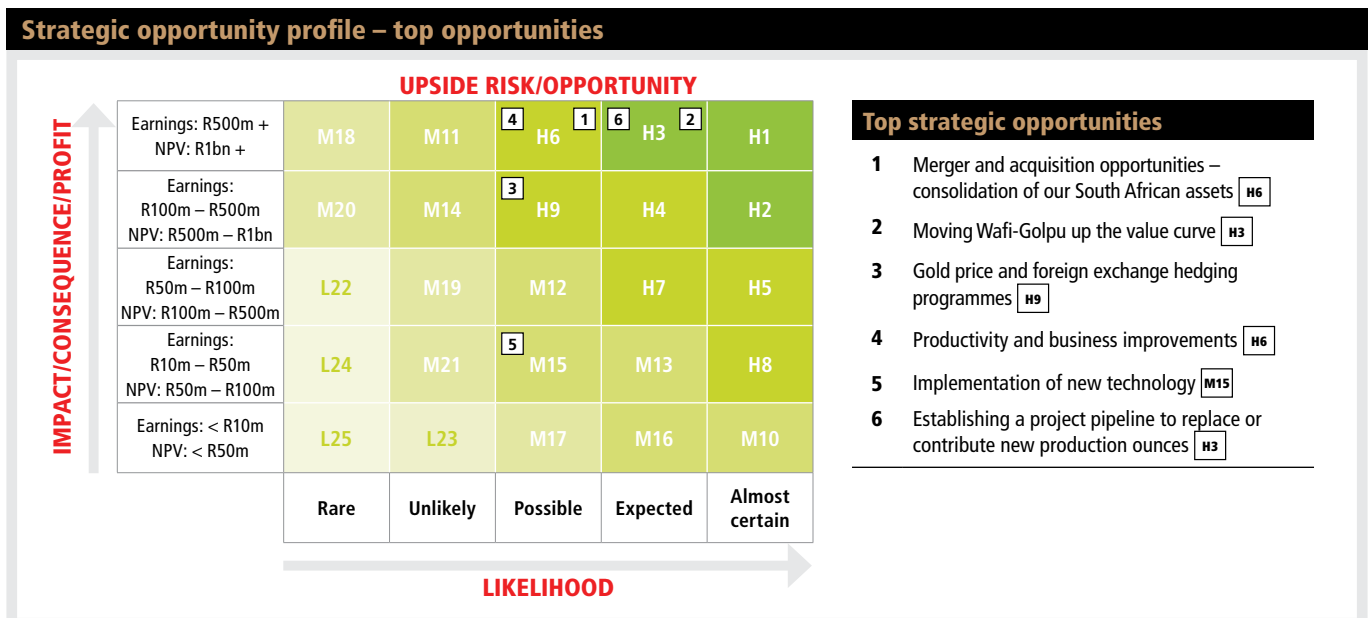 Strategic opportunity profile – top opportunities
UPSIDE RISK/OPPORTUNITY
IMPACT/CONSEQUENCE/PROFIT
Earnings: R500m +
NPV: R1bn +
M18
M11
4
H6
1
6
H3
2
H1
Earnings:
R100m – R500m
NPV: R500m – R1bn
M20
M14
3
H9
H4
H2
Earnings:
R50m – R100m
NPV: R100m – R500m
L22
M19
M12
H7
H5
Earnings:
R10m – R50m
NPV: R50m – R100m
L24
M21
5
M15
M13
H8
Earnings: < R10m
NPV: < R50m
L25
L23
M17
M16
M10
Rare
Unlikely
Possible
Expected
Almost
certain
LIKELIHOOD
Top strategic opportunities
1 Merger and acquisition opportunities –
consolidation of our South African assets H6
2 Moving Wafi-Golpu up the value curve H3
3 Gold price and foreign exchange hedging
programmes H9
4 Productivity and business improvements H6
5 Implementation of new technology M15
6 Establishing a project pipeline to replace or
contribute new production ounces H3